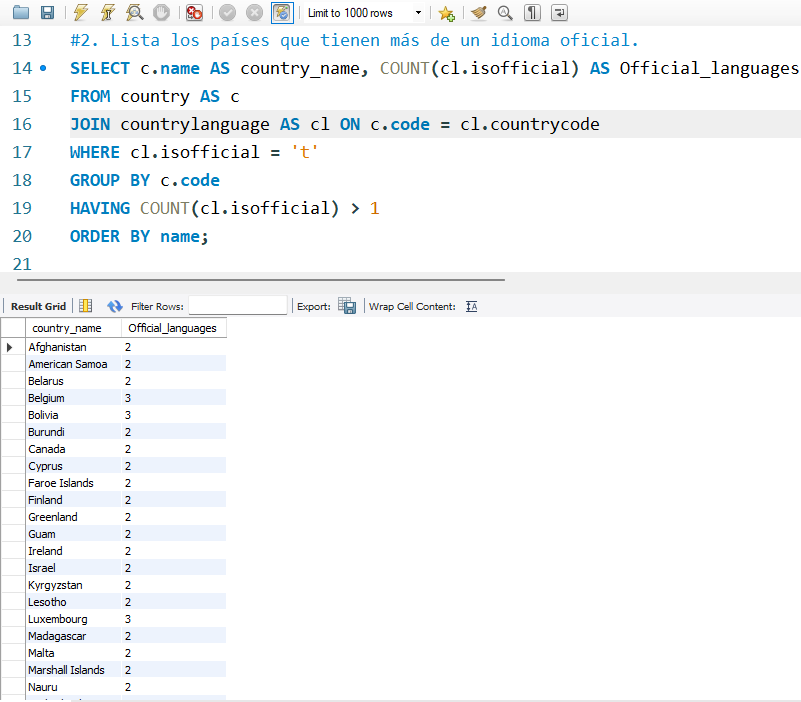 Limit to 1000 rows
13 #2. Lista los países que tienen más de un idioma oficial.
14 SELECT c.name AS country_name, COUNT(cl.isofficial) AS Official_languages
15 FROM country AS c
16 JOIN countrylanguage AS cl ON c.code = cl.countrycode
17 WHERE cl.isofficial = 't'
18 GROUP BY c.code
19 HAVING COUNT(cl.isofficial) > 1
20 ORDER BY name;
21
Result Grid Filter Rows: Export: Wrap Cell Content:
country_name Official_languages
Afghanistan 2
American Samoa 2
Belarus 2
Belgium 3
Bolivia 3
Burundi 2
Canada 2
Cyprus 2
Faroe Islands 2
Finland 2
Greenland 2
Guam 2
Ireland 2
Israel 2
Kyrgyzstan 2
Lesotho 2
Luxembourg 3
Madagascar 2
Malta 2
Marshall Islands 2
Nauru 2